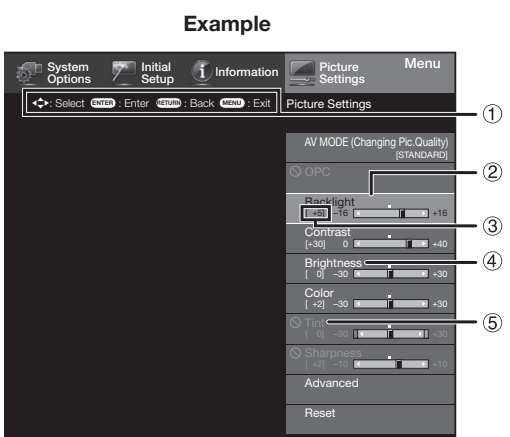 Example
System Options
Initial Setup
Information
Picture Settings
Menu
: Select ENTER : Enter RETURN : Back MENU : Exit
Picture Settings
①
AV MODE (Changing Pic.Quality)
[STANDARD]
OPC
②
Backlight
[ +5] −16 +16
③
Contrast
[+30] 0 +40
Brightness
④
[ 0] −30 +30
Color
[ +2] −30 +30
Tint
⑤
[ 0] −30 +30
Sharpness
[ +2] −10 +10
Advanced
Reset